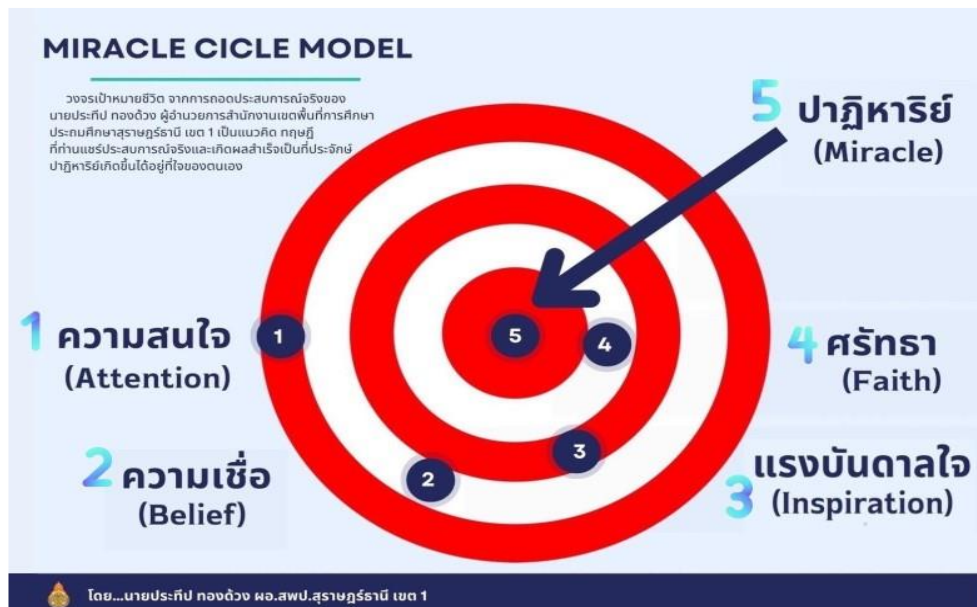 MIRACLE CICLE MODEL
วงจรเป้าหมายชีวิต จากการถอดประสบการณ์จริงของ
นายประทีป ทองด้วง ผู้อำนวยการสำนักงานเขตพื้นที่การศึกษา
ประถมศึกษาสุราษฎร์ธานี เขต 1 เป็นแนวคิด ทฤษฎี
ที่ท่านแชร์ประสบการณ์จริงและเกิดผลสำเร็จเป็นที่ประจักษ์
ปาฏิหาริย์เกิดขึ้นได้อยู่ที่ใจของตนเอง
5 ปาฏิหาริย์
(Miracle)
1 ความสนใจ
(Attention)
1
5
4
4 ศรัทธา
(Faith)
2 ความเชื่อ
(Belief)
2
3
3 แรงบันดาลใจ
(Inspiration)
โดย...นายประทีป ทองด้วง ผอ.สพป.สุราษฎร์ธานี เขต 1